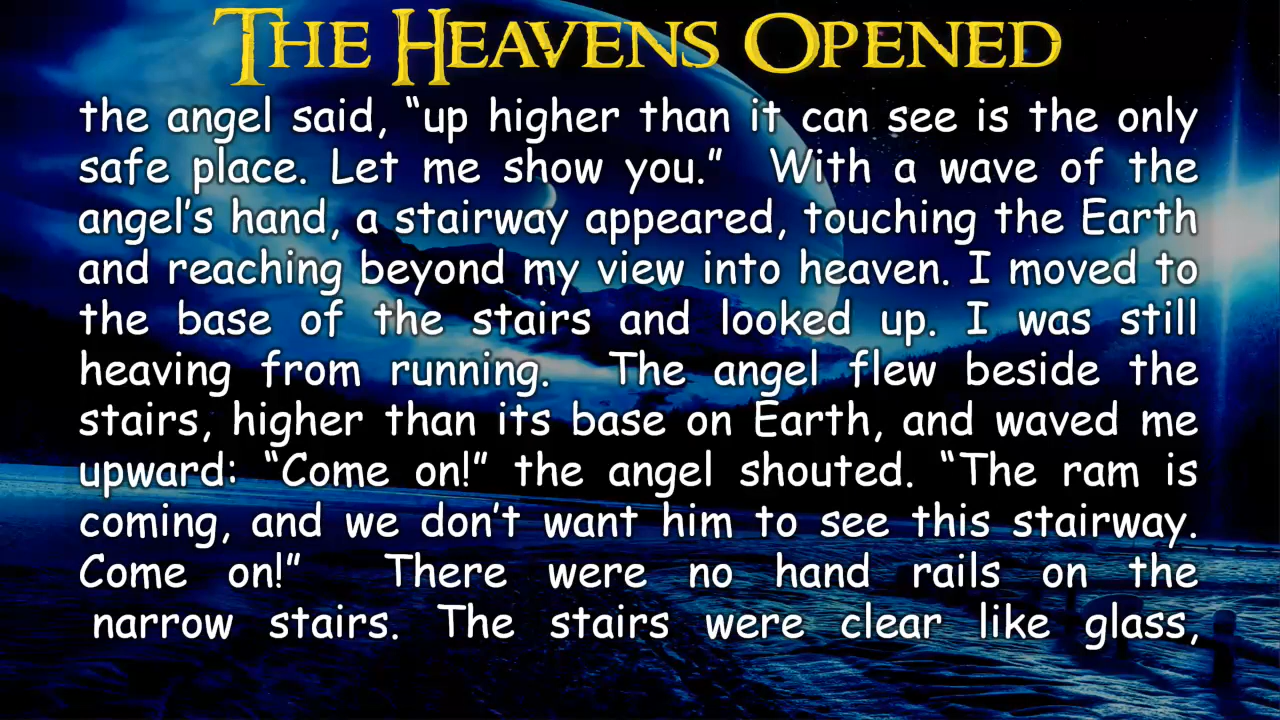 The Heavens Opened
the angel said, “up higher than it can see is the only
safe place. Let me show you.” With a wave of the
angel’s hand, a stairway appeared, touching the Earth
and reaching beyond my view into heaven. I moved to
the base of the stairs and looked up. I was still
heaving from running. The angel flew beside the
stairs, higher than its base on Earth, and waved me
upward: “Come on!” the angel shouted. “The ram is
coming, and we don’t want him to see this stairway.
Come on!” There were no hand rails on the
narrow stairs. The stairs were clear like glass,